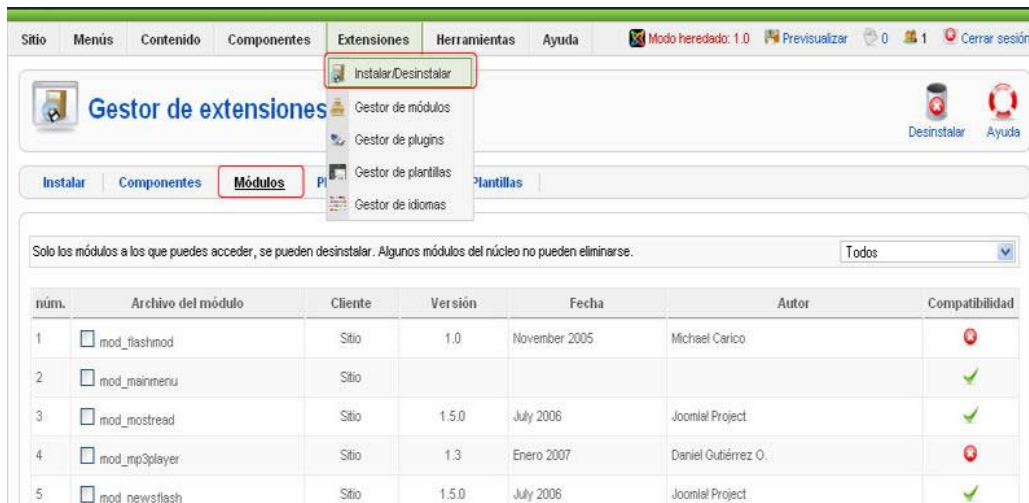 Sitio Menús Contenido Componentes Extensiones Herramientas Ayuda Modo heredado: 1.0 Previsualizar 0 1 Cerrar sesión
Instalar/Desinstalar
Gestor de extensiones
Gestor de módulos
Gestor de plugins
Gestor de plantillas
Gestor de idiomas
Desinstalar Ayuda
Instalar Componentes Módulos Plantillas
Solo los módulos a los que puedes acceder, se pueden desinstalar. Algunos módulos del núcleo no pueden eliminarse. Todos
núm. Archivo del módulo Cliente Versión Fecha Autor Compatibilidad
1 mod_flashmod Sitio 1.0 November 2005 Michael Carico
2 mod_mainmenu Sitio
3 mod_mostread Sitio 1.5.0 July 2006 Joomla! Project
4 mod_mp3player Sitio 1.3 Enero 2007 Daniel Gutiérrez O.
5 mod_newsflash Sitio 1.5.0 July 2006 Joomla! Project